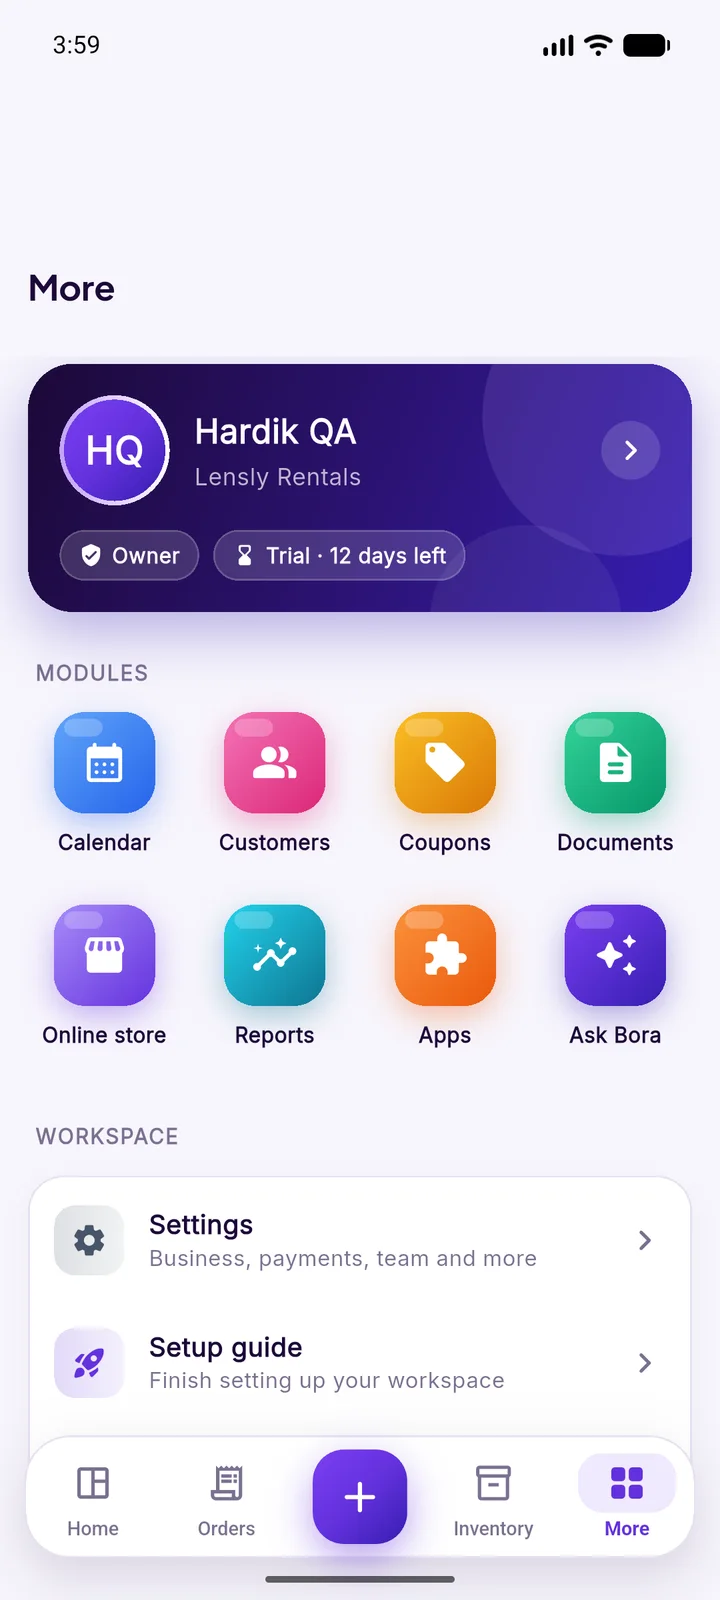 3:59
More
HQ
Hardik QA
Lensly Rentals
Owner
Trial · 12 days left
MODULES
Calendar
Customers
Coupons
Documents
Online store
Reports
Apps
Ask Bora
WORKSPACE
Settings
Business, payments, team and more
Setup guide
Finish setting up your workspace
Home
Orders
Inventory
More